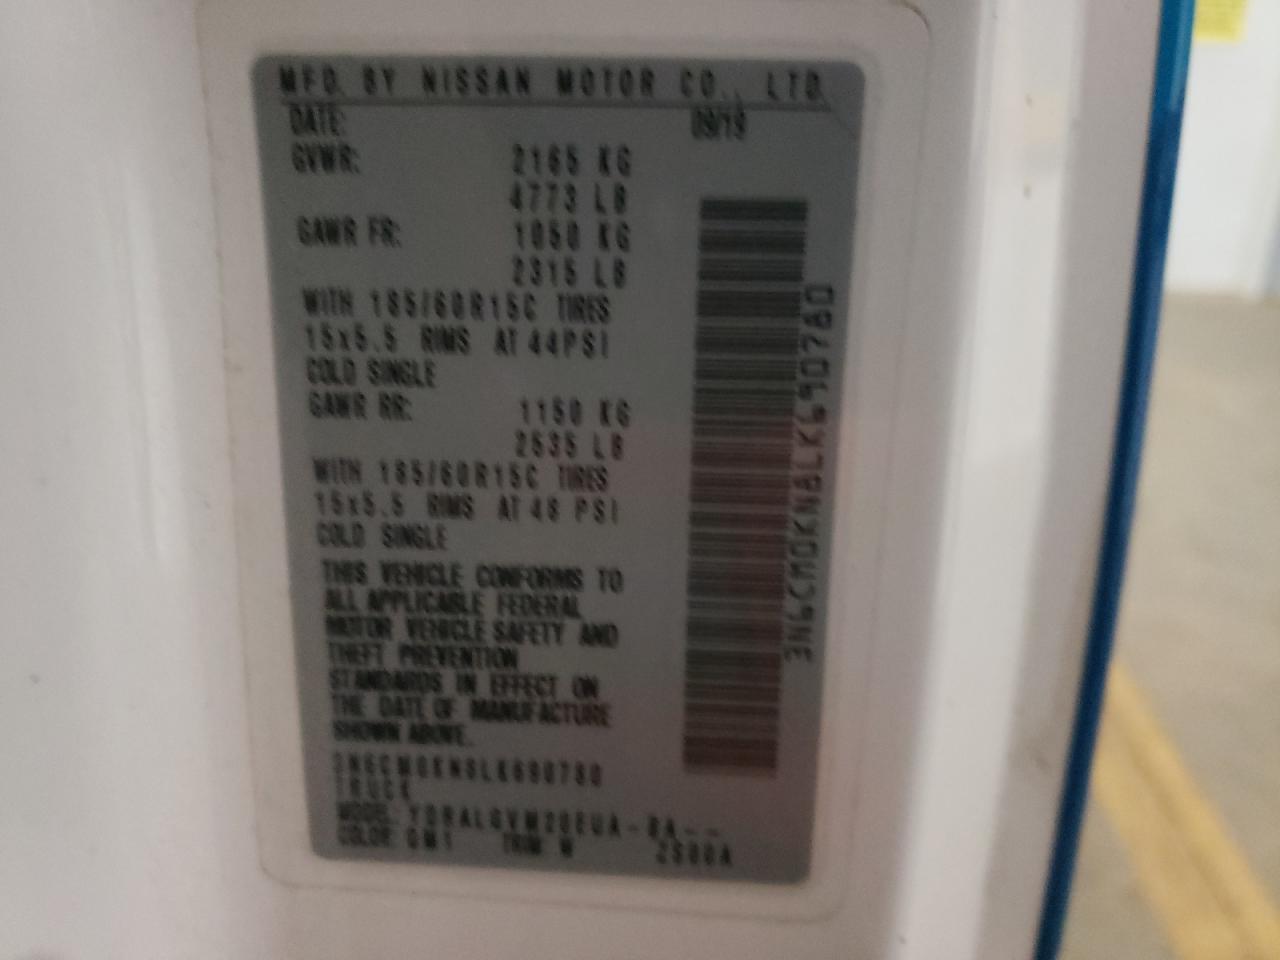 MFD. BY NISSAN MOTOR CO., LTD.
DATE: 09/19
GVWR: 2165 KG
4773 LB
GAWR FR: 1050 KG
2315 LB
WITH 185/60R15C TIRES
15x5.5 RIMS AT 44PSI
COLD SINGLE
GAWR RR: 1150 KG
2535 LB
WITH 185/60R15C TIRES
15x5.5 RIMS AT 48 PSI
COLD SINGLE
THIS VEHICLE CONFORMS TO
ALL APPLICABLE FEDERAL
MOTOR VEHICLE SAFETY AND
THEFT PREVENTION
STANDARDS IN EFFECT ON
THE DATE OF MANUFACTURE
SHOWN ABOVE.
3N6CM0KN8LK690780
TRUCK
MODEL:
COLOR: QM1 TRIM: W
3N6CM0KN8LK690780